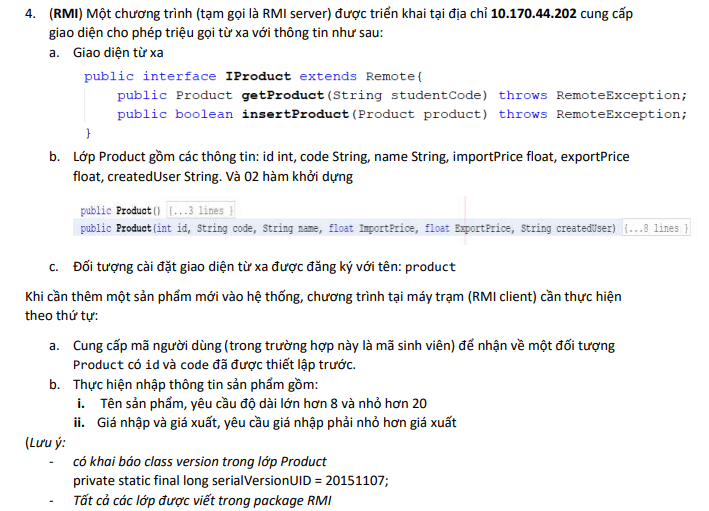 4. (RMI) Một chương trình (tạm gọi là RMI server) được triển khai tại địa chỉ 10.170.44.202 cung cấp
giao diện cho phép triệu gọi từ xa với thông tin như sau:
a. Giao diện từ xa
public interface IProduct extends Remote{
public Product getProduct(String studentCode) throws RemoteException;
public boolean insertProduct(Product product) throws RemoteException;
}
b. Lớp Product gồm các thông tin: id int, code String, name String, importPrice float, exportPrice
float, createdUser String. Và 02 hàm khởi dựng
public Product() {...3 lines }
public Product(int id, String code, String name, float ImportPrice, float ExportPrice, String createdUser) {...8 lines }
c. Đối tượng cài đặt giao diện từ xa được đăng ký với tên: product
Khi cần thêm một sản phẩm mới vào hệ thống, chương trình tại máy trạm (RMI client) cần thực hiện
theo thứ tự:
a. Cung cấp mã người dùng (trong trường hợp này là mã sinh viên) để nhận về một đối tượng
Product có id và code đã được thiết lập trước.
b. Thực hiện nhập thông tin sản phẩm gồm:
i. Tên sản phẩm, yêu cầu độ dài lớn hơn 8 và nhỏ hơn 20
ii. Giá nhập và giá xuất, yêu cầu giá nhập phải nhỏ hơn giá xuất
(Lưu ý:
- có khai báo class version trong lớp Product
private static final long serialVersionUID = 20151107;
- Tất cả các lớp được viết trong package RMI